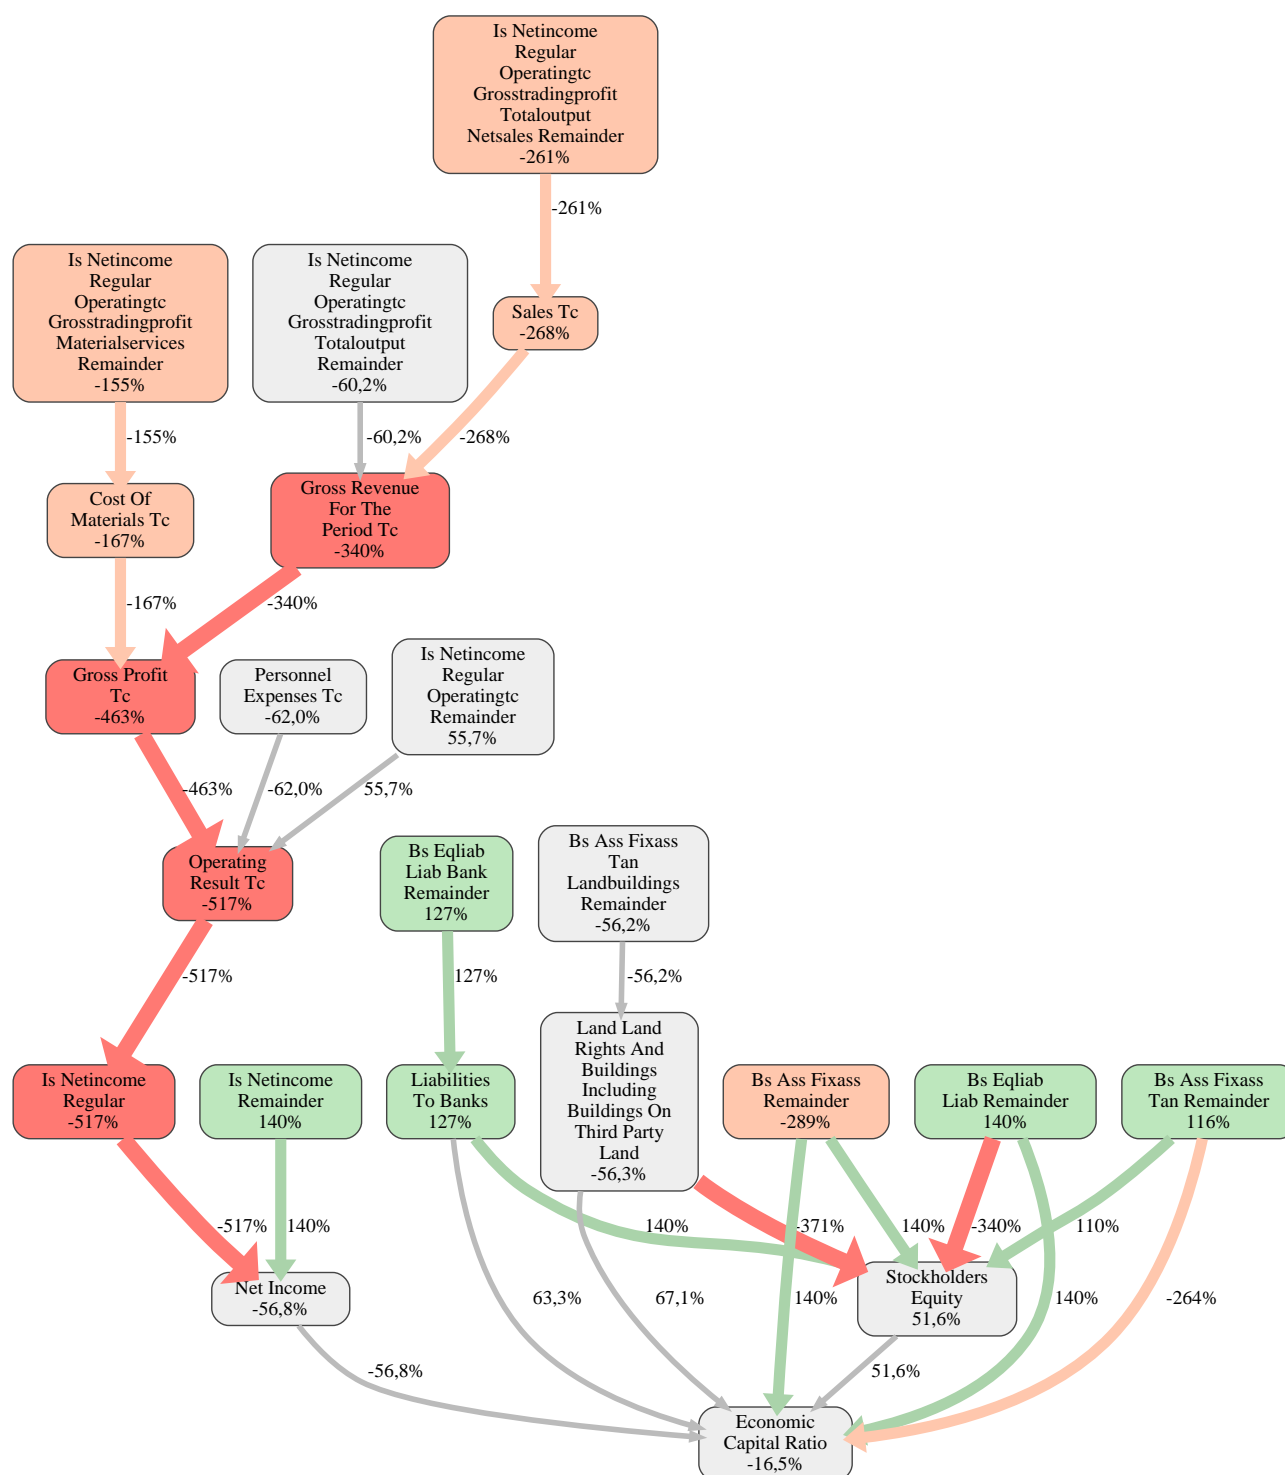 Is Netincome
Regular
Operatingtc
Grosstradingprofit
Totaloutput
Netsales Remainder
-261%
-261%
Is Netincome
Regular
Operatingtc
Grosstradingprofit
Materialservices
Remainder
-155%
Is Netincome
Regular
Operatingtc
Grosstradingprofit
Totaloutput
Remainder
-60,2%
Sales Tc
-268%
-155%
-60,2%
-268%
Cost Of
Materials Tc
-167%
Gross Revenue
For The
Period Tc
-340%
-167%
-340%
Gross Profit
Tc
-463%
Personnel
Expenses Tc
-62,0%
Is Netincome
Regular
Operatingtc
Remainder
55,7%
-463%
-62,0%
55,7%
Operating
Result Tc
-517%
Bs Eqliab
Liab Bank
Remainder
127%
Bs Ass Fixass
Tan
Landbuildings
Remainder
-56,2%
-517%
127%
-56,2%
Is Netincome
Regular
-517%
Is Netincome
Remainder
140%
Liabilities
To Banks
127%
Land Land
Rights And
Buildings
Including
Buildings On
Third Party
Land
-56,3%
Bs Ass Fixass
Remainder
-289%
Bs Eqliab
Liab Remainder
140%
Bs Ass Fixass
Tan Remainder
116%
-517%
140%
140%
-371%
140%
-340%
110%
Net Income
-56,8%
Stockholders
Equity
51,6%
63,3%
67,1%
140%
140%
-264%
-56,8%
51,6%
Economic
Capital Ratio
-16,5%